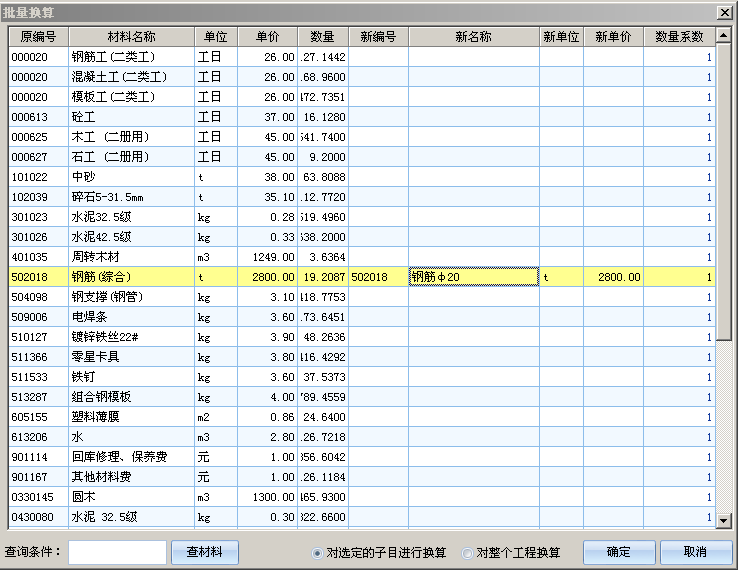 批量换算
原编号 材料名称 单位 单价 数量 新编号 新名称 新单位 新单价 数量系数
000020 钢筋工(二类工) 工日 26.00 .27.1442 1
000020 混凝土工(二类工) 工日 26.00 .68.9600 1
000020 模板工(二类工) 工日 26.00 472.7351 1
000613 砼工 工日 37.00 16.1280 1
000625 木工 (二册用) 工日 45.00 541.7400 1
000627 石工 (二册用) 工日 45.00 9.2000 1
101022 中砂 t 38.00 63.8088 1
102039 碎石5-31.5mm t 35.10 .12.7720 1
301023 水泥32.5级 kg 0.28 519.4960 1
301026 水泥42.5级 kg 0.33 538.2000 1
401035 周转木材 m3 1249.00 3.6364 1
502018 钢筋(综合) t 2800.00 19.2087 502018 钢筋φ20 t 2800.00 1
504098 钢支撑(钢管) kg 3.10 418.7753 1
509006 电焊条 kg 3.60 .73.6451 1
510127 镀锌铁丝22# kg 3.90 48.2636 1
511366 零星卡具 kg 3.80 416.4292 1
511533 铁钉 kg 3.60 37.5373 1
513287 组合钢模板 kg 4.00 789.4559 1
605155 塑料薄膜 m2 0.86 24.6400 1
613206 水 m3 2.80 .26.7218 1
901114 回库修理、保养费 元 1.00 356.6042 1
901167 其他材料费 元 1.00 .26.1184 1
0330145 圆木 m3 1300.00 465.9300 1
0430080 水泥 32.5级 kg 0.30 322.6600 1
查询条件： 查材料 对选定的子目进行换算 对整个工程换算 确定 取消